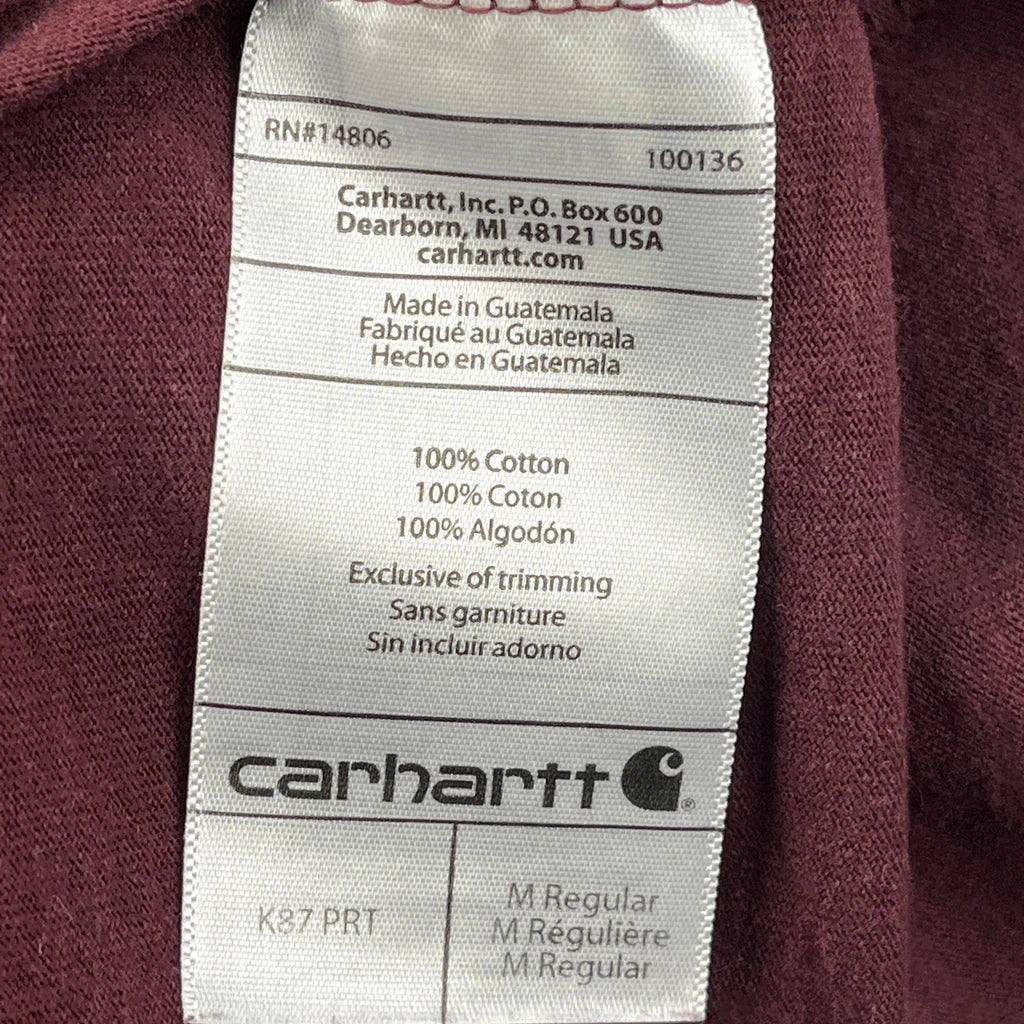 RN#14806
100136
Carhartt, Inc. P.O. Box 600
Dearborn, MI 48121 USA
carhartt.com
Made in Guatemala
Fabriqué au Guatemala
Hecho en Guatemala
100% Cotton
100% Coton
100% Algodón
Exclusive of trimming
Sans garniture
Sin incluir adorno
carhartt ®
K87 PRT
M Regular
M Régulière
M Regular